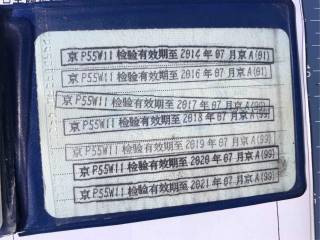 京P55W11检验有效期至2014年07月京A(01)
京P55W11检验有效期至2016年07月京A(01)
京P55W11检验有效期至2017年07月京A(99)
京P55W11检验有效期至2018年07月京A(99)
京P55W11检验有效期至2019年07月京A(99)
京P55W11检验有效期至2020年07月京A(99)
京P55W11检验有效期至2021年07月京A(99)